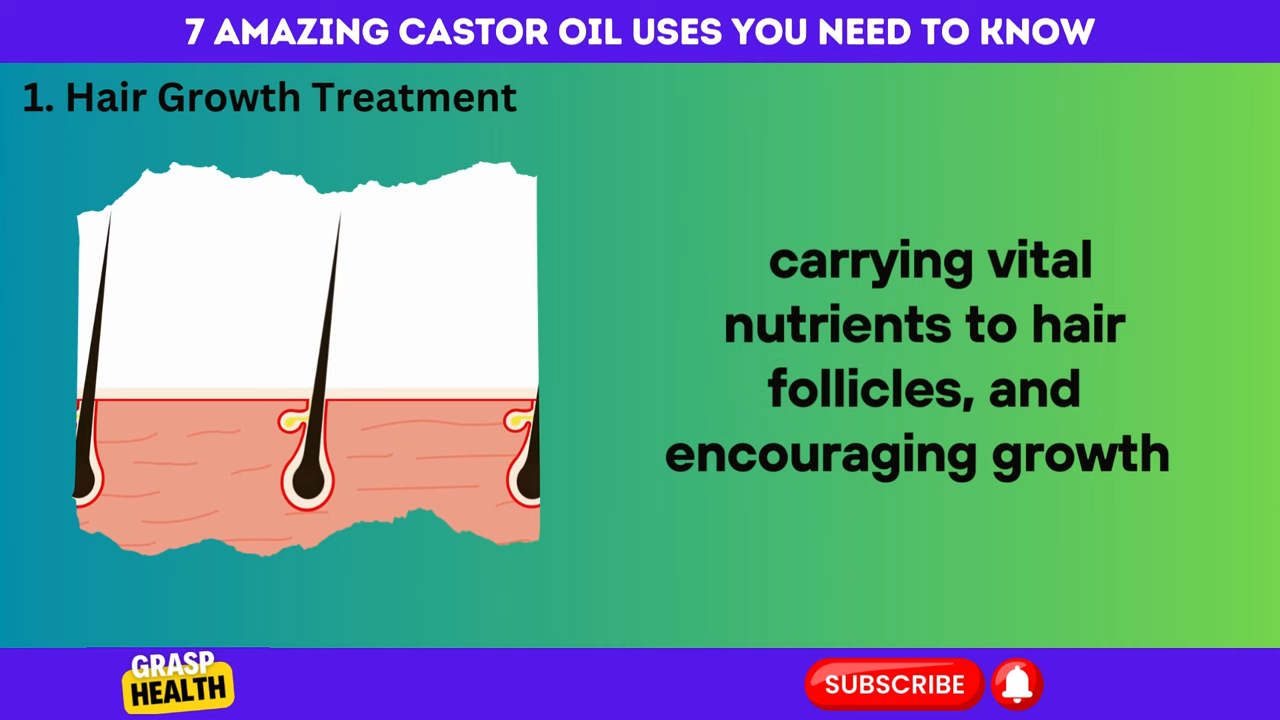 7 AMAZING CASTOR OIL USES YOU NEED TO KNOW
1. Hair Growth Treatment
carrying vital
nutrients to hair
follicles, and
encouraging growth
GRASP
HEALTH
SUBSCRIBE